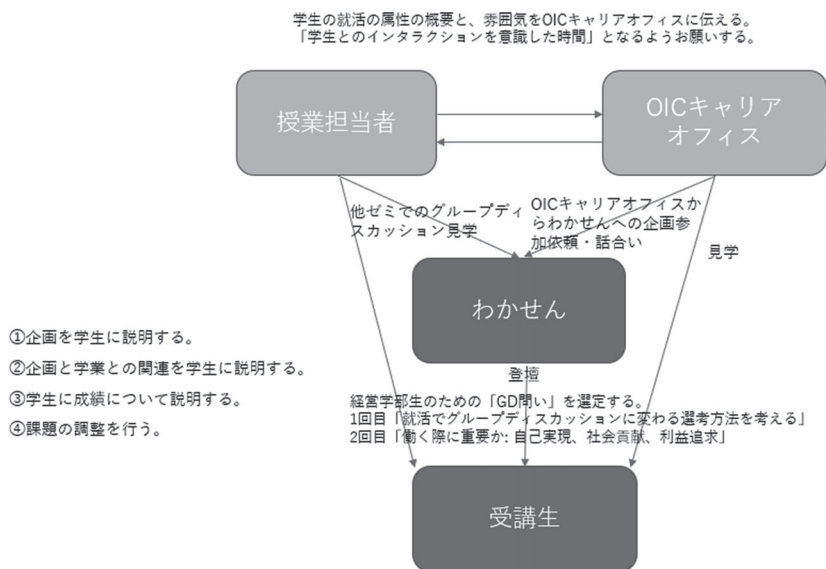 学生の就活の属性の概要と、雰囲気をOICキャリアオフィスに伝える。
「学生とのインタラクションを意識した時間」となるようお願いする。
授業担当者
OICキャリア
オフィス
他ゼミでのグループディ
スカッション見学
OICキャリアオフィスか
らわかせんへの企画参
加依頼・話合い
見学
わかせん
①企画を学生に説明する。
②企画と学業との関連を学生に説明する。
③学生に成績について説明する。
④課題の調整を行う。
登壇
経営学部生のための「GD問い」を選定する。
1回目「就活でグループディスカッションに変わる選考方法を考える」
2回目「働く際に重要か: 自己実現、社会貢献、利益追求」
受講生